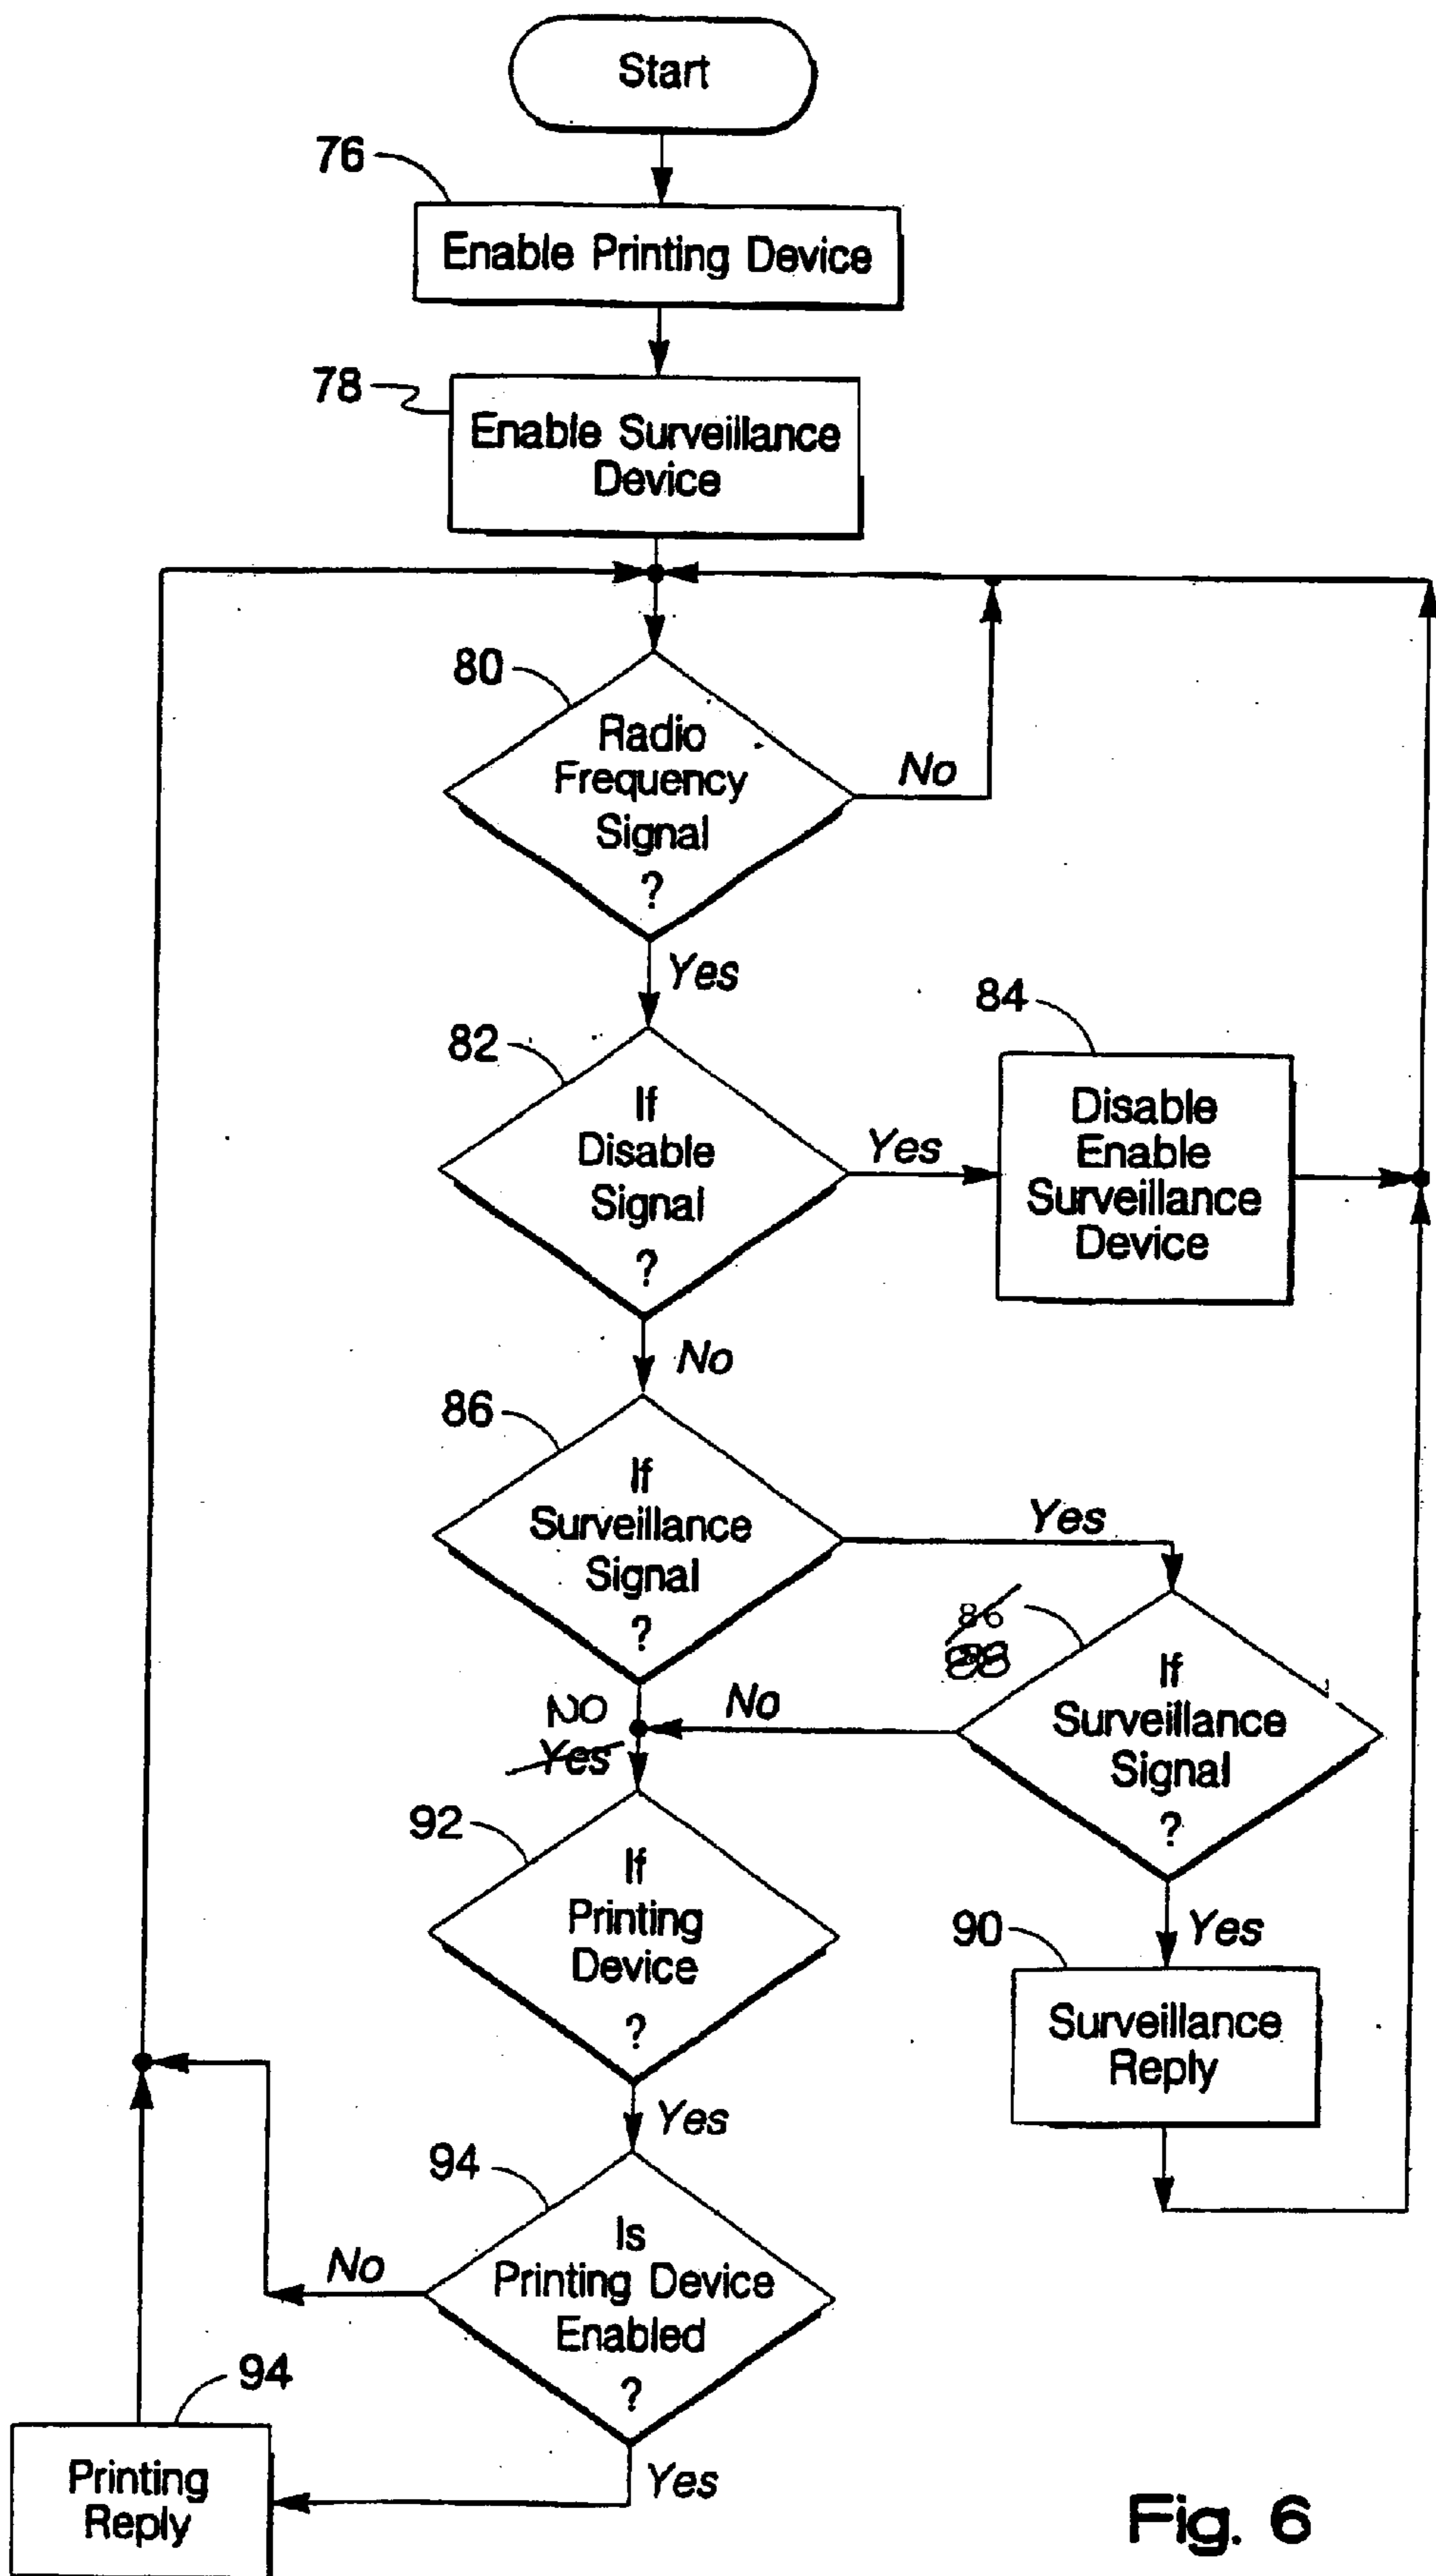 Start
76
Enable Printing Device
78
Enable Surveillance
Device
80
Radio
Frequency
Signal
?
No
Yes
82
If
Disable
Signal
?
Yes
84
Disable
Enable
Surveillance
Device
No
86
If
Surveillance
Signal
?
Yes
86
88
If
Surveillance
Signal
?
No
NO
Yes
92
If
Printing
Device
?
Yes
90
Surveillance
Reply
Yes
94
Is
Printing Device
Enabled
?
No
94
Printing
Reply
Yes
Fig. 6